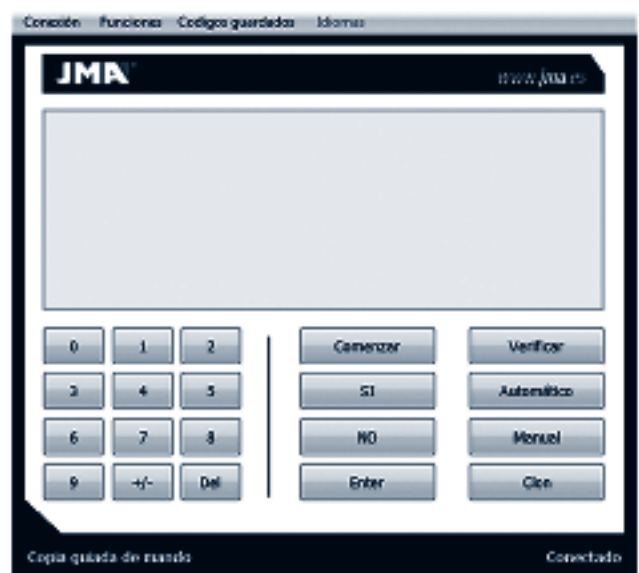 Conexión Funciones Codigos guardados Idiomas
JMA www.jma.es
0 1 2 Comenzar Verificar
3 4 5 SI Automático
6 7 8 NO Manual
9 +/- Del Enter Clon
Copia guiada de mando Conectado